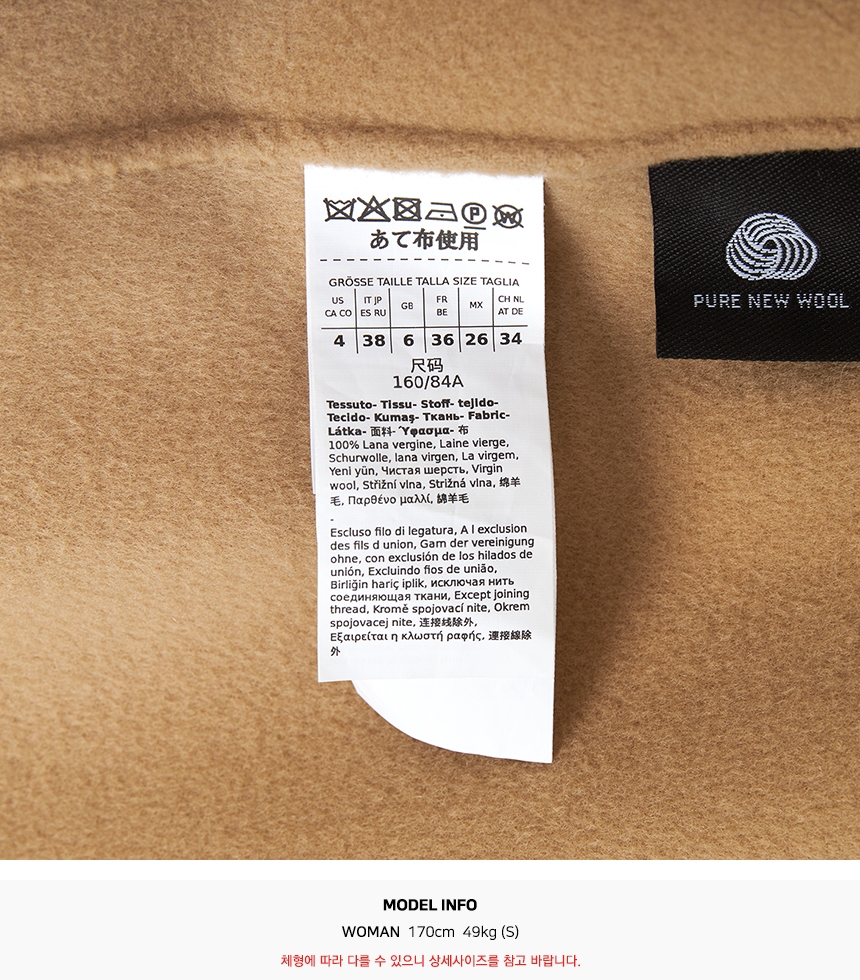 P W
あて布使用
GRÖSSE TAILLE TALLA SIZE TAGLIA
US CA CO IT JP ES RU GB FR BE MX CH NL AT DE
4 38 6 36 26 34
尺码
160/84A
Tessuto- Tissu- Stoff- tejido-
Tecido- Kumaş- Ткань- Fabric-
Látka- 面料- Ύφασμα- 布
100% Lana vergine, Laine vierge,
Schurwolle, lana virgen, La virgem,
Yeni yün, Чистая шерсть, Virgin
wool, Střižní vlna, Strižná vlna, 绵羊
毛, Παρθένο μαλλί, 綿羊毛
-
Escluso filo di legatura, A l exclusion
des fils d union, Garn der vereinigung
ohne, con exclusión de los hilados de
unión, Excluindo fios de união,
Birliğin hariç iplik, исключая нить
соединяющая ткани, Except joining
thread, Kromě spojovací nite, Okrem
spojovacej nite, 连接线除外,
Εξαιρείται η κλωστή ραφής, 連接線除
外
PURE NEW WOOL
MODEL INFO
WOMAN 170cm 49kg (S)
체형에 따라 다를 수 있으니 상세사이즈를 참고 바랍니다.